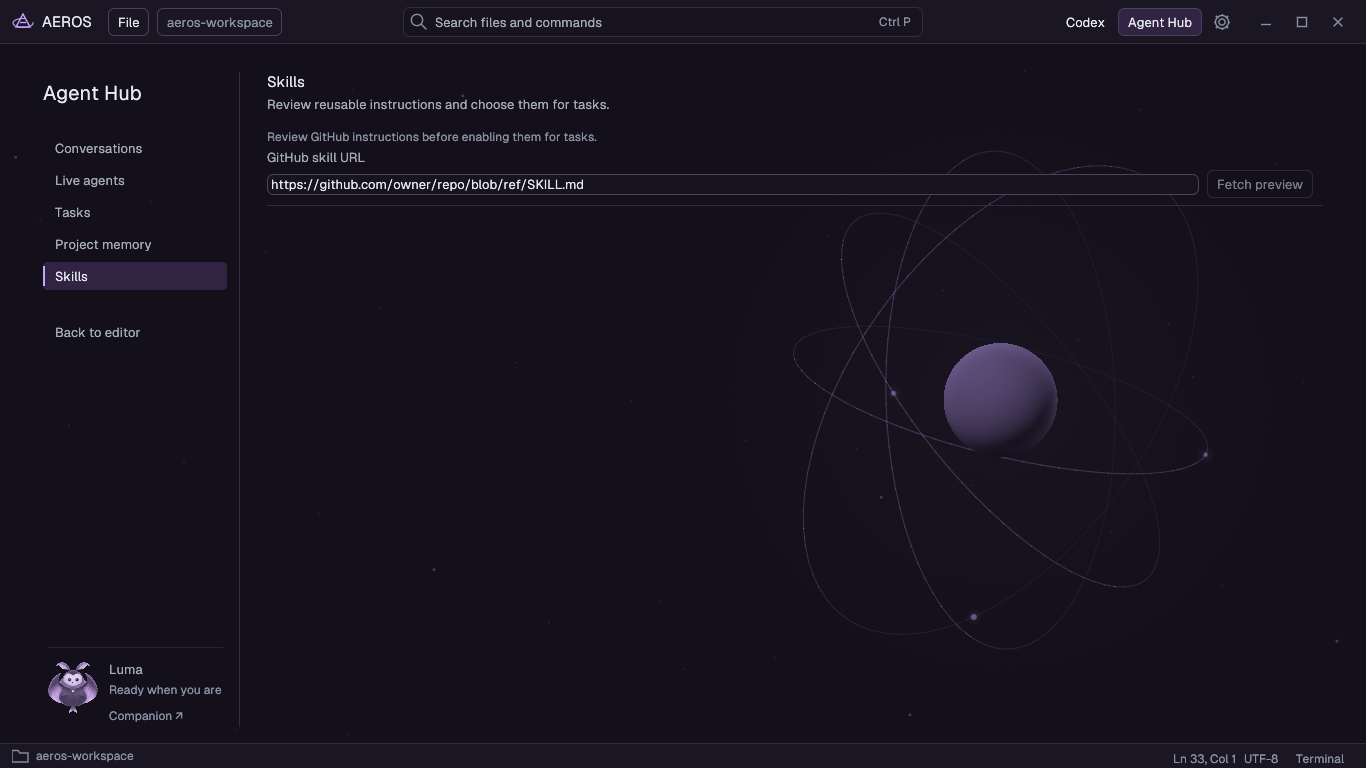 AEROS File aeros-workspace Search files and commands Ctrl P Codex Agent Hub
Agent Hub
Conversations
Live agents
Tasks
Project memory
Skills
Back to editor
Skills
Review reusable instructions and choose them for tasks.
Review GitHub instructions before enabling them for tasks.
GitHub skill URL
https://github.com/owner/repo/blob/ref/SKILL.md Fetch preview
Luma
Ready when you are
Companion ↗
aeros-workspace Ln 33, Col 1 UTF-8 Terminal